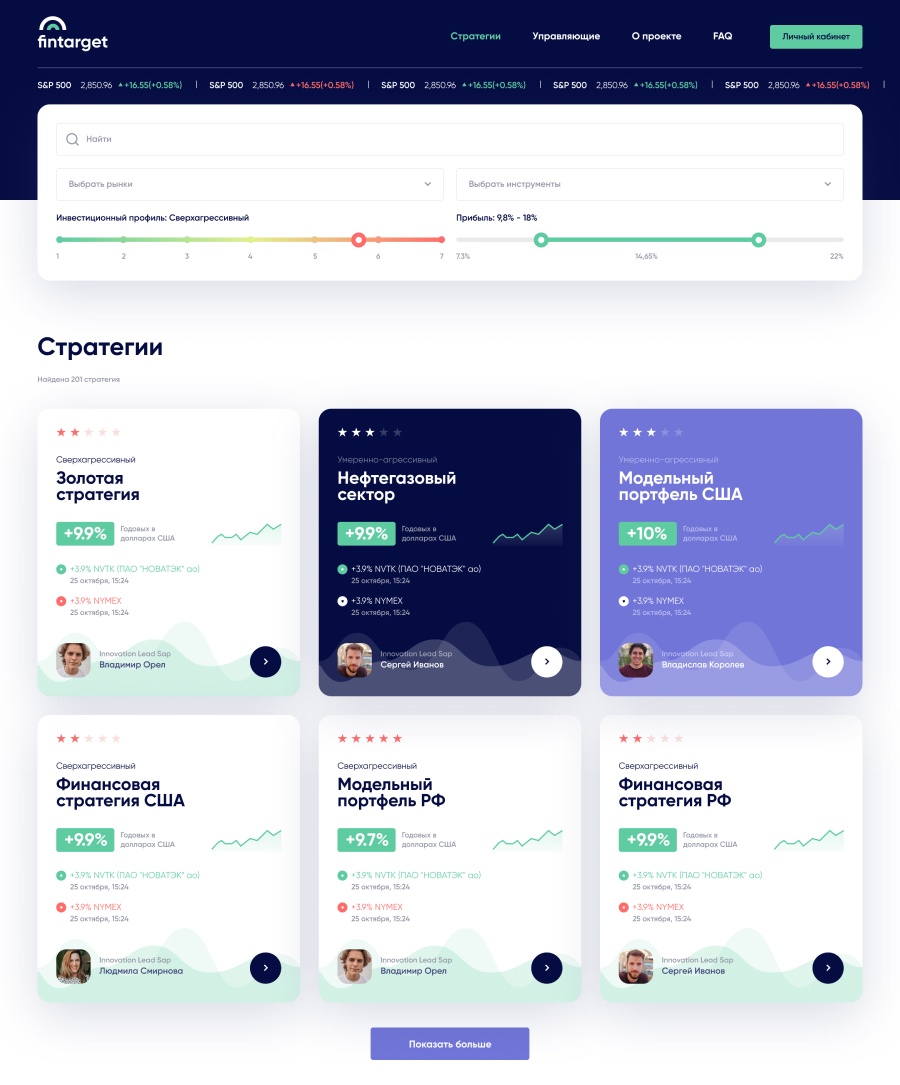 fintarget
Стратегии Управляющие О проекте FAQ Личный кабинет
S&P 500 2,850.96 +16.55(+0.58%) | S&P 500 2,850.96 +16.55(+0.58%) | S&P 500 2,850.96 +16.55(+0.58%) | S&P 500 2,850.96 +16.55(+0.58%) | S&P 500 2,850.96 +16.55(+0.58%) |
Найти
Выбрать рынки Выбрать инструменты
Инвестиционный профиль: Сверхагрессивный Прибыль: 9,8% - 18%
1 2 3 4 5 6 7 7.3% 14,65% 22%
Стратегии
Найдена 201 стратегия
Сверхагрессивный
Золотая
стратегия
+9.9%
Годовых в
долларах США
+3.9% NVTK (ПАО "НОВАТЭК" ао)
25 октября, 15:24
+3.9% NYMEX
25 октября, 15:24
Innovation Lead Sap
Владимир Орел
Умеренно-агрессивный
Нефтегазовый
сектор
+9.9%
Годовых в
долларах США
+3.9% NVTK (ПАО "НОВАТЭК" ао)
25 октября, 15:24
+3.9% NYMEX
25 октября, 15:24
Innovation Lead Sap
Сергей Иванов
Умеренно-агрессивный
Модельный
портфель США
+10%
Годовых в
долларах США
+3.9% NVTK (ПАО "НОВАТЭК" ао)
25 октября, 15:24
+3.9% NYMEX
25 октября, 15:24
Innovation Lead Sap
Владислав Королев
Сверхагрессивный
Финансовая
стратегия США
+9.9%
Годовых в
долларах США
+3.9% NVTK (ПАО "НОВАТЭК" ао)
25 октября, 15:24
+3.9% NYMEX
25 октября, 15:24
Innovation Lead Sap
Людмила Смирнова
Сверхагрессивный
Модельный
портфель РФ
+9.7%
Годовых в
долларах США
+3.9% NVTK (ПАО "НОВАТЭК" ао)
25 октября, 15:24
+3.9% NYMEX
25 октября, 15:24
Innovation Lead Sap
Владимир Орел
Сверхагрессивный
Финансовая
стратегия РФ
+9.9%
Годовых в
долларах США
+3.9% NVTK (ПАО "НОВАТЭК" ао)
25 октября, 15:24
+3.9% NYMEX
25 октября, 15:24
Innovation Lead Sap
Сергей Иванов
Показать больше